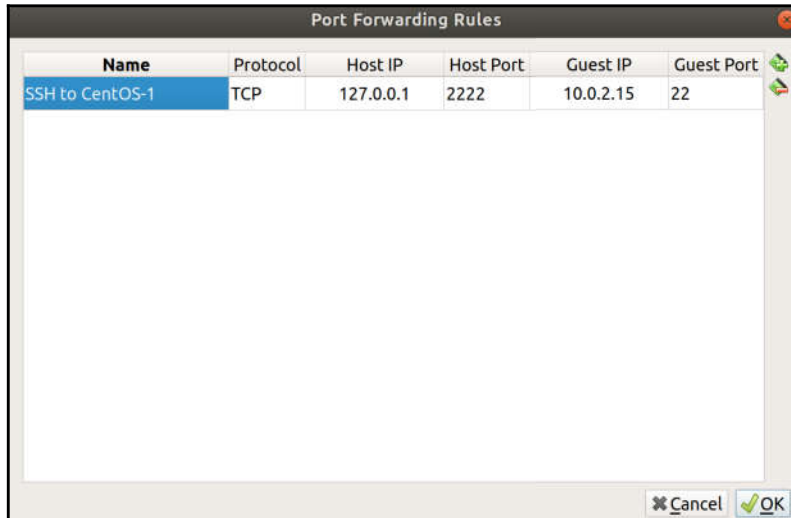 Port Forwarding Rules
Name Protocol Host IP Host Port Guest IP Guest Port
SSH to CentOS-1 TCP 127.0.0.1 2222 10.0.2.15 22
Cancel OK